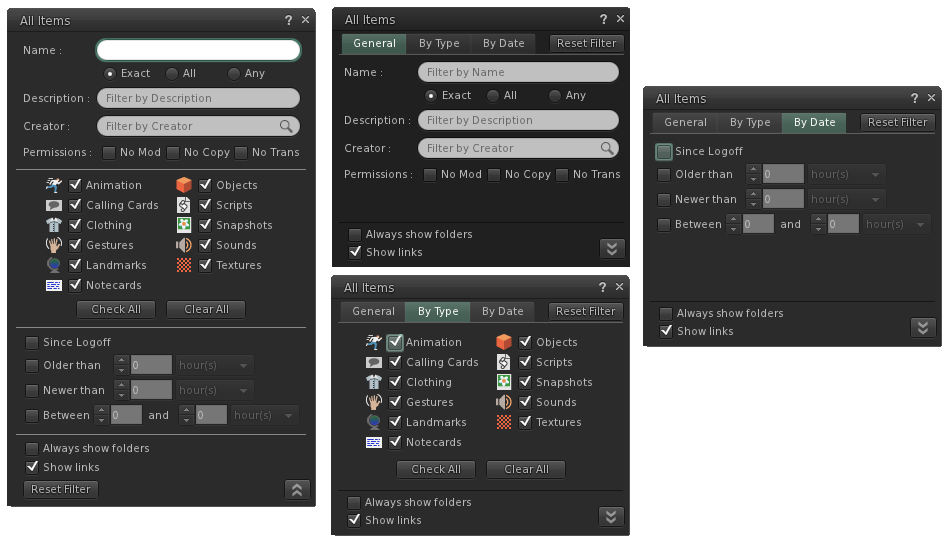 All Items ? ×
Name :
Exact All Any
Description : Filter by Description
Creator : Filter by Creator
Permissions : No Mod No Copy No Trans
Animation Objects
Calling Cards Scripts
Clothing Snapshots
Gestures Sounds
Landmarks Textures
Notecards
Check All Clear All
Since Logoff
Older than 0 hour(s)
Newer than 0 hour(s)
Between 0 and 0 hour(s)
Always show folders
Show links
Reset Filter
All Items ? ×
General By Type By Date Reset Filter
Name : Filter by Name
Exact All Any
Description : Filter by Description
Creator : Filter by Creator
Permissions : No Mod No Copy No Trans
Always show folders
Show links
All Items ? ×
General By Type By Date Reset Filter
Animation Objects
Calling Cards Scripts
Clothing Snapshots
Gestures Sounds
Landmarks Textures
Notecards
Check All Clear All
Always show folders
Show links
All Items ? ×
General By Type By Date Reset Filter
Since Logoff
Older than 0 hour(s)
Newer than 0 hour(s)
Between 0 and 0 hour(s)
Always show folders
Show links